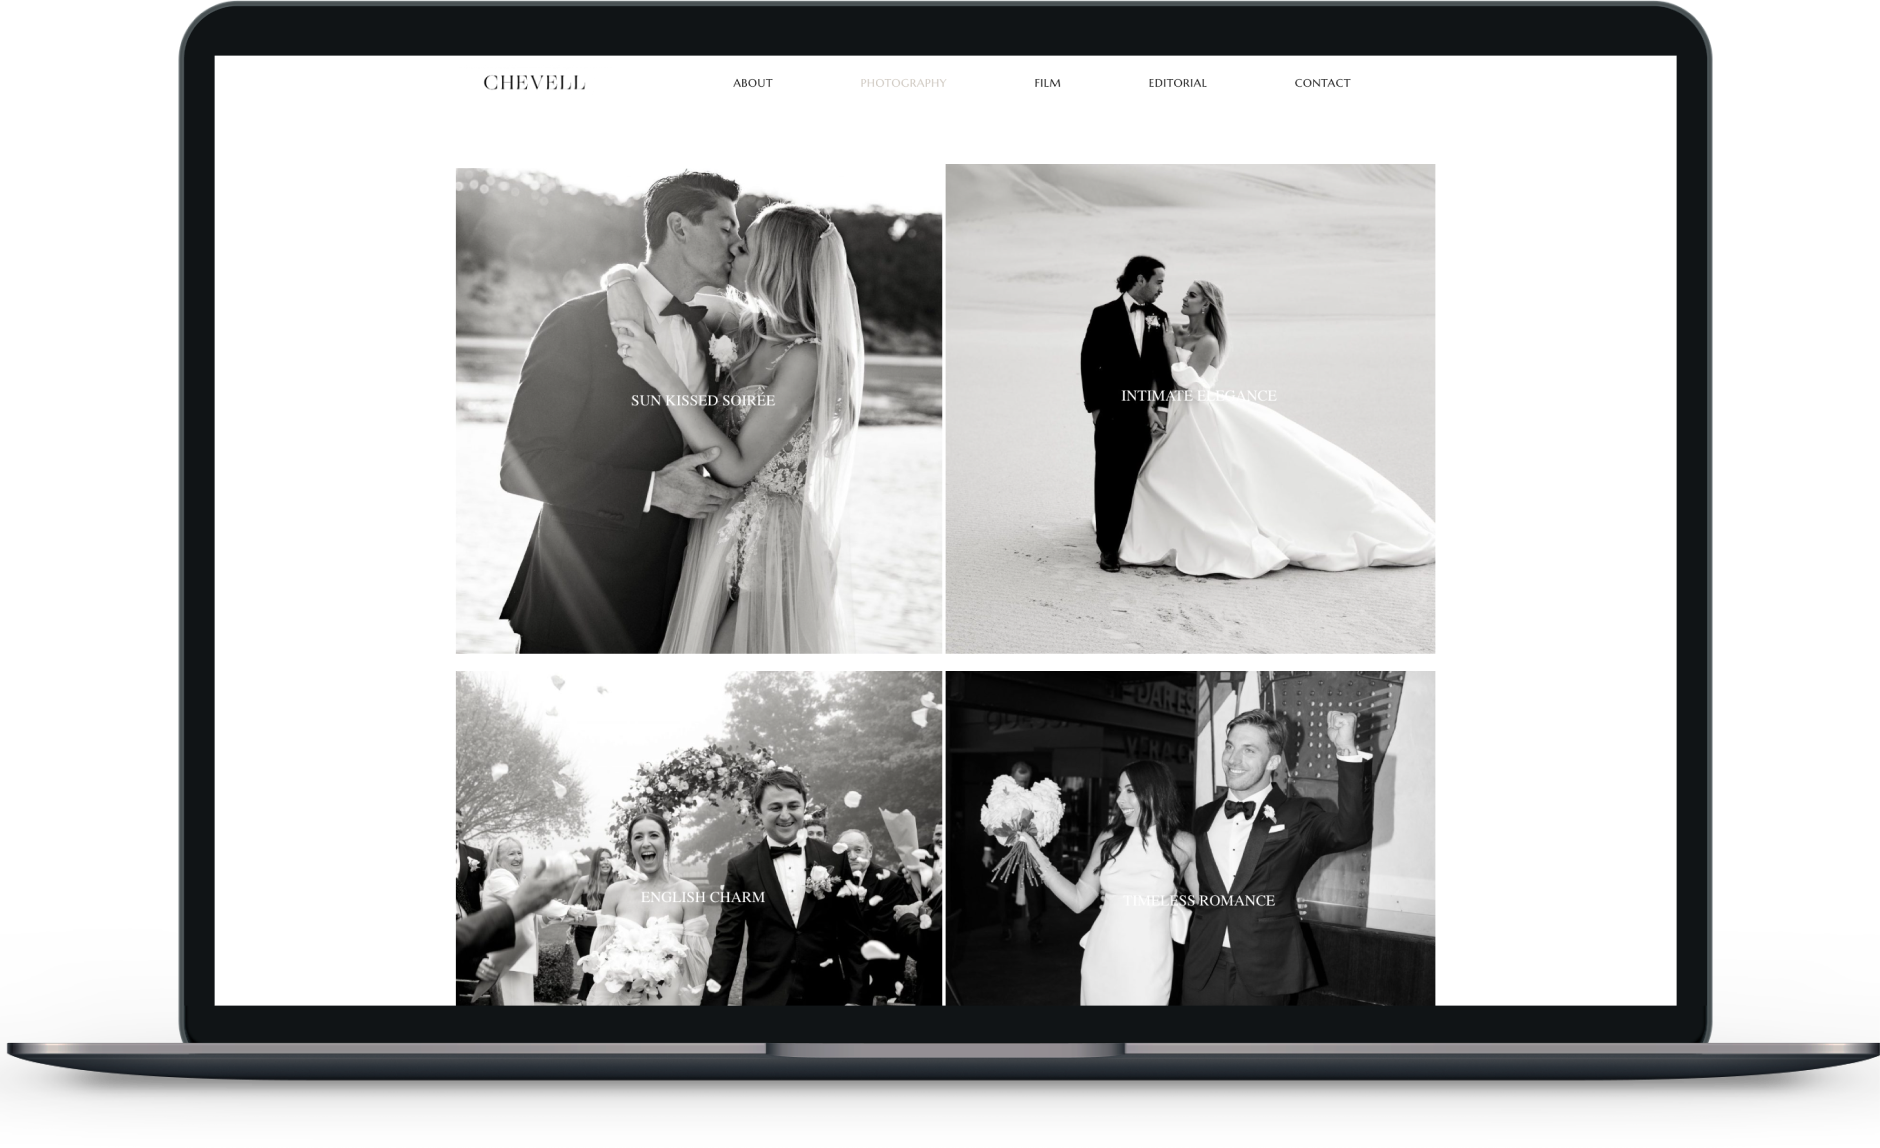 CHEVELL
ABOUT PHOTOGRAPHY FILM EDITORIAL CONTACT
SUN KISSED SOIRÉE
INTIMATE ELEGANCE
ENGLISH CHARM
TIMELESS ROMANCE